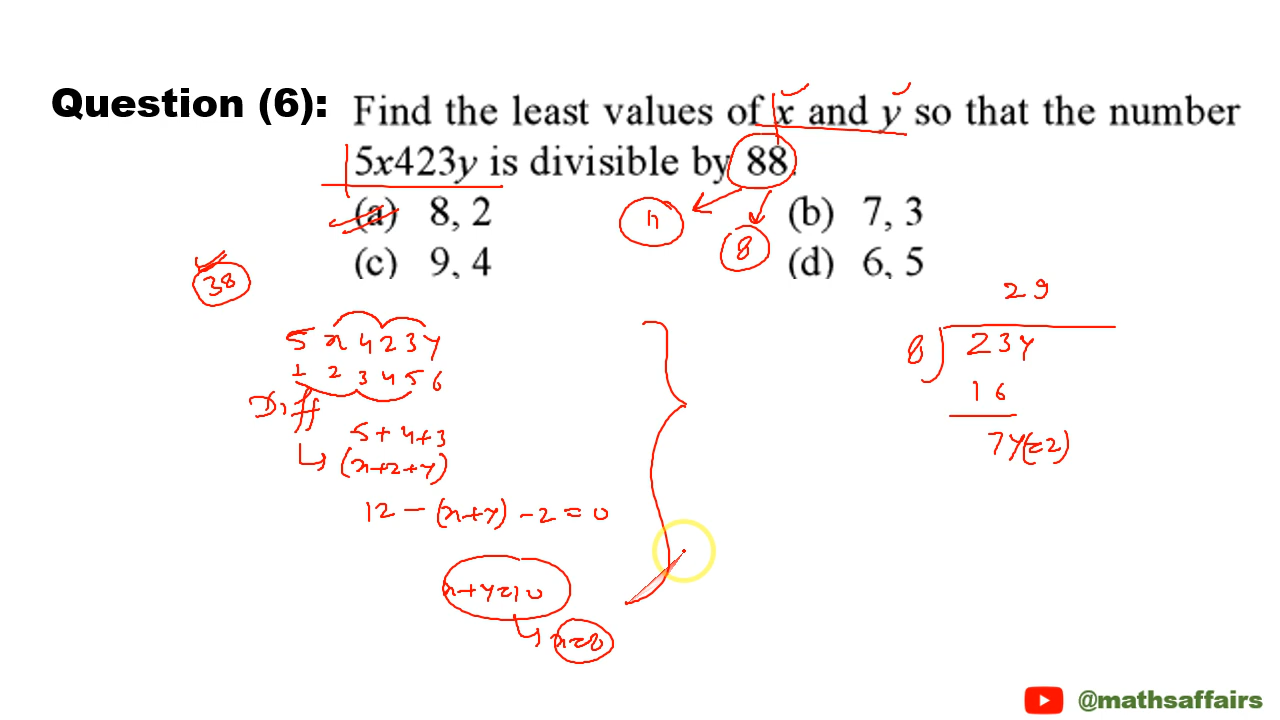 Question (6): Find the least values of x and y so that the number
5x423y is divisible by 88.
(a) 8, 2
(b) 7, 3
(c) 9, 4
(d) 6, 5
11
8
38
5 x 4 2 3 y
1 2 3 4 5 6
Diff
5+4+3
(x+2+y)
12 - (x+y) - 2 = 0
x+y=10
x=8
29
8 23y
16
7y(=2)
@mathsaffairs